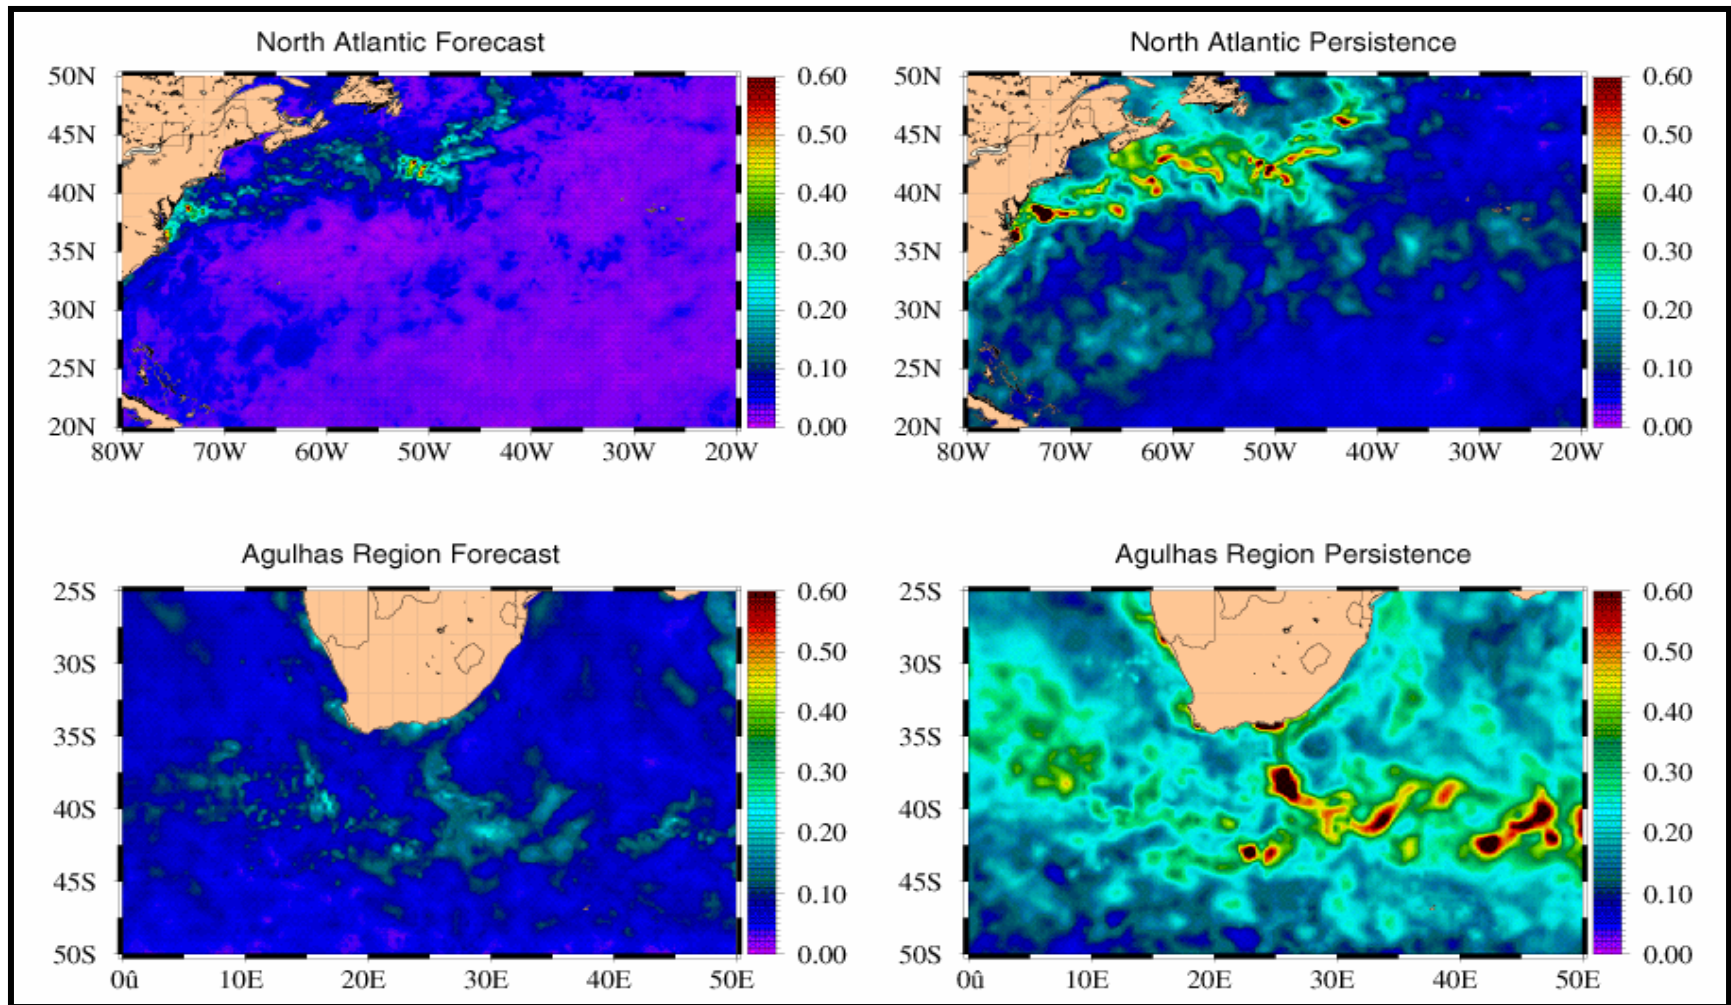 North Atlantic Forecast
50N
45N
40N
35N
30N
25N
20N
80W 70W 60W 50W 40W 30W 20W
0.60
0.50
0.40
0.30
0.20
0.10
0.00
North Atlantic Persistence
50N
45N
40N
35N
30N
25N
20N
80W 70W 60W 50W 40W 30W 20W
0.60
0.50
0.40
0.30
0.20
0.10
0.00
Agulhas Region Forecast
25S
30S
35S
40S
45S
50S
0û 10E 20E 30E 40E 50E
0.60
0.50
0.40
0.30
0.20
0.10
0.00
Agulhas Region Persistence
25S
30S
35S
40S
45S
50S
0û 10E 20E 30E 40E 50E
0.60
0.50
0.40
0.30
0.20
0.10
0.00